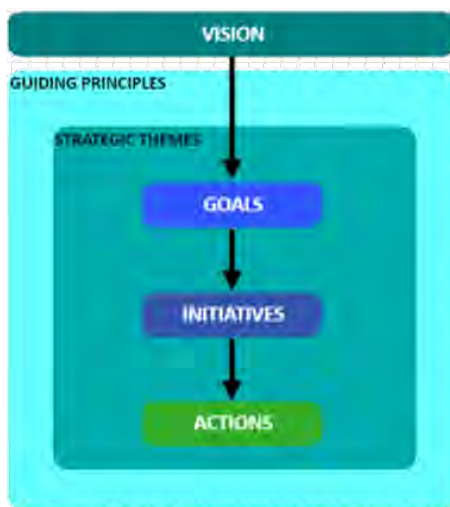 VISION
GUIDING PRINCIPLES
STRATEGIC THEMES
GOALS
INITIATIVES
ACTIONS